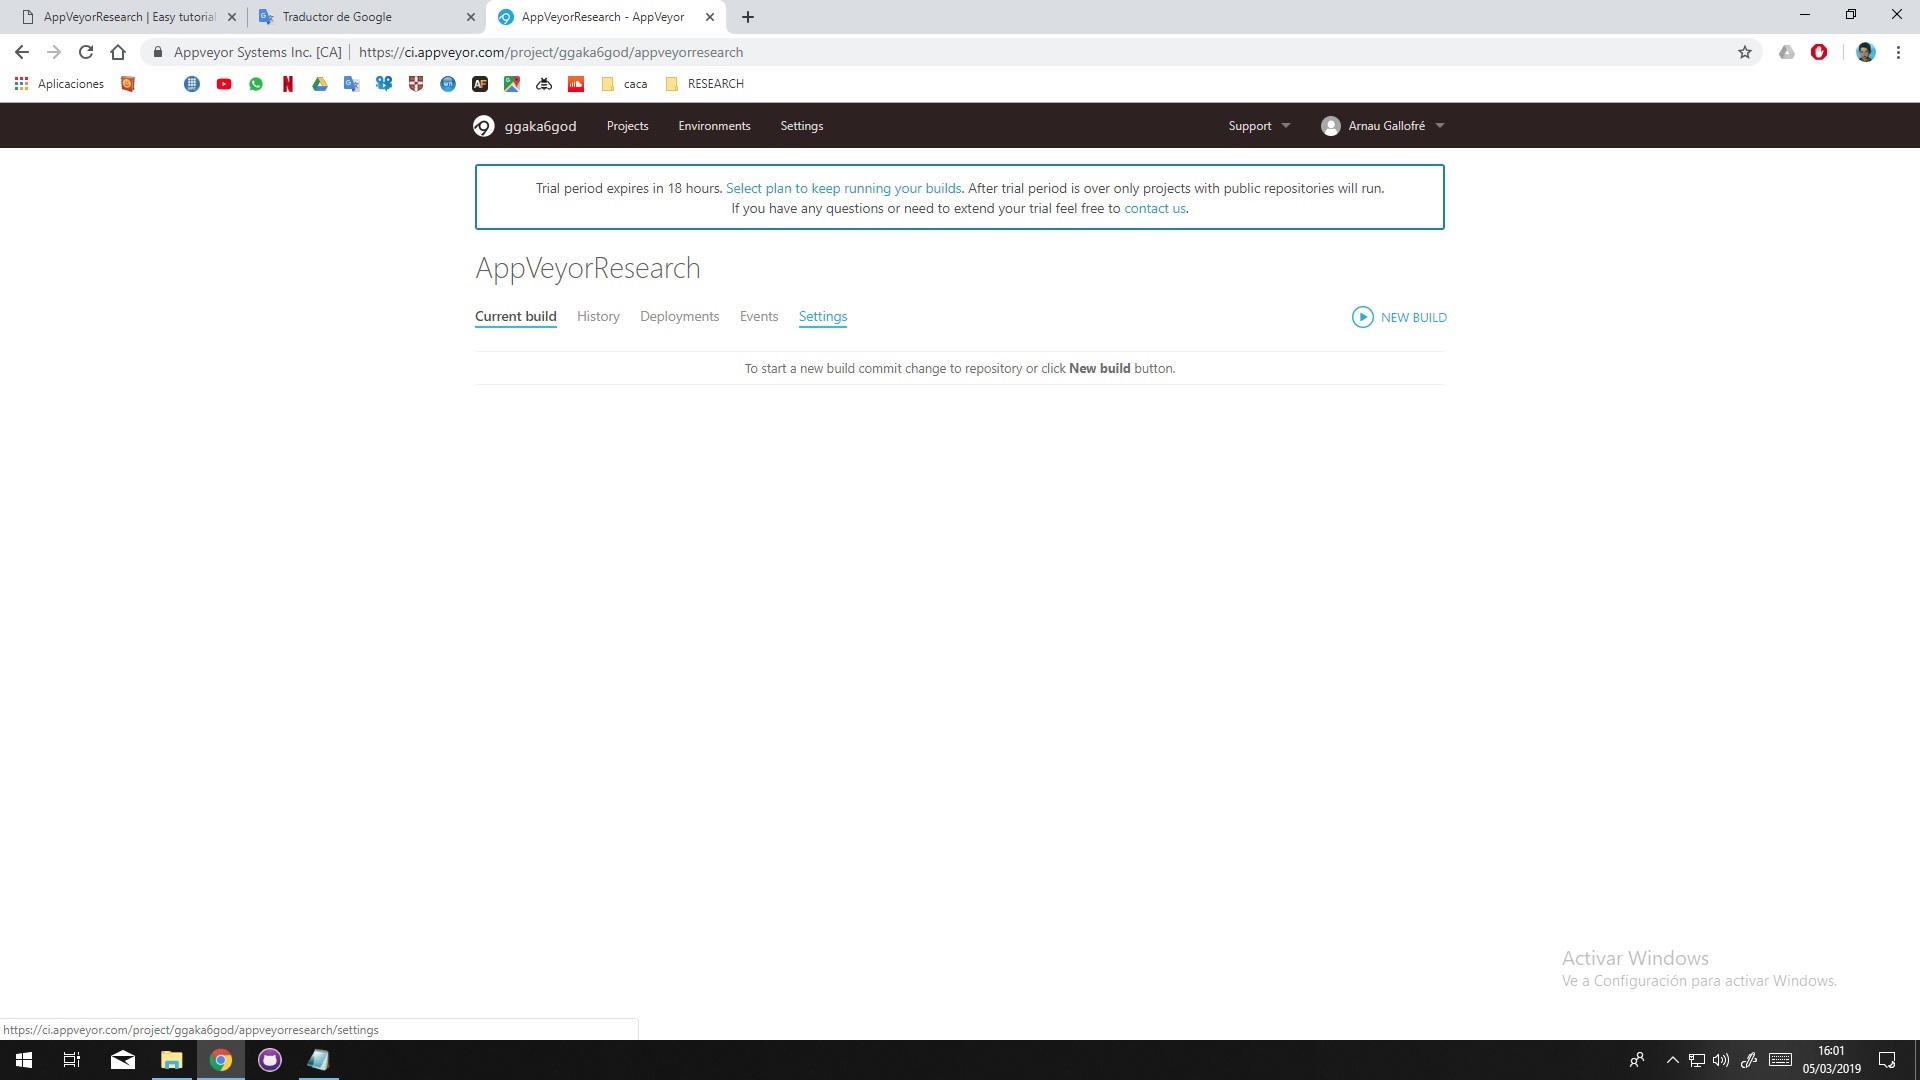 AppVeyorResearch | Easy tutorial
Traductor de Google
AppVeyorResearch - AppVeyor
Appveyor Systems Inc. [CA]
https://ci.appveyor.com/project/ggaka6god/appveyorresearch
Aplicaciones
caca
RESEARCH
ggaka6god
Projects
Environments
Settings
Support
Arnau Gallofré
Trial period expires in 18 hours. Select plan to keep running your builds. After trial period is over only projects with public repositories will run.
If you have any questions or need to extend your trial feel free to contact us.
AppVeyorResearch
Current build
History
Deployments
Events
Settings
NEW BUILD
To start a new build commit change to repository or click New build button.
Activar Windows
Ve a Configuración para activar Windows.
https://ci.appveyor.com/project/ggaka6god/appveyorresearch/settings
16:01
05/03/2019